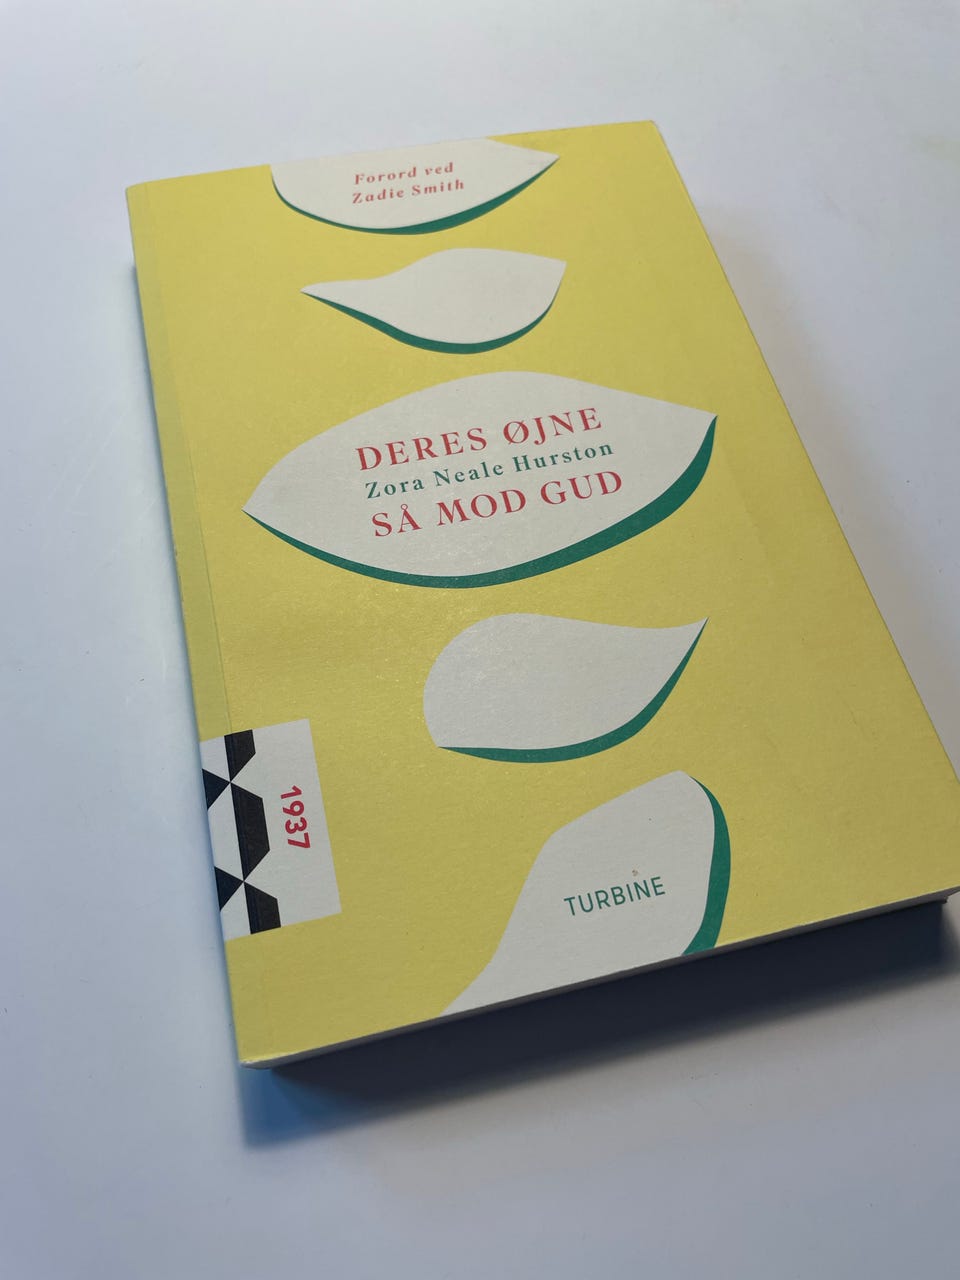 Forord ved
Zadie Smith
DERES ØJNE
Zora Neale Hurston
SÅ MOD GUD
1937
TURBINE